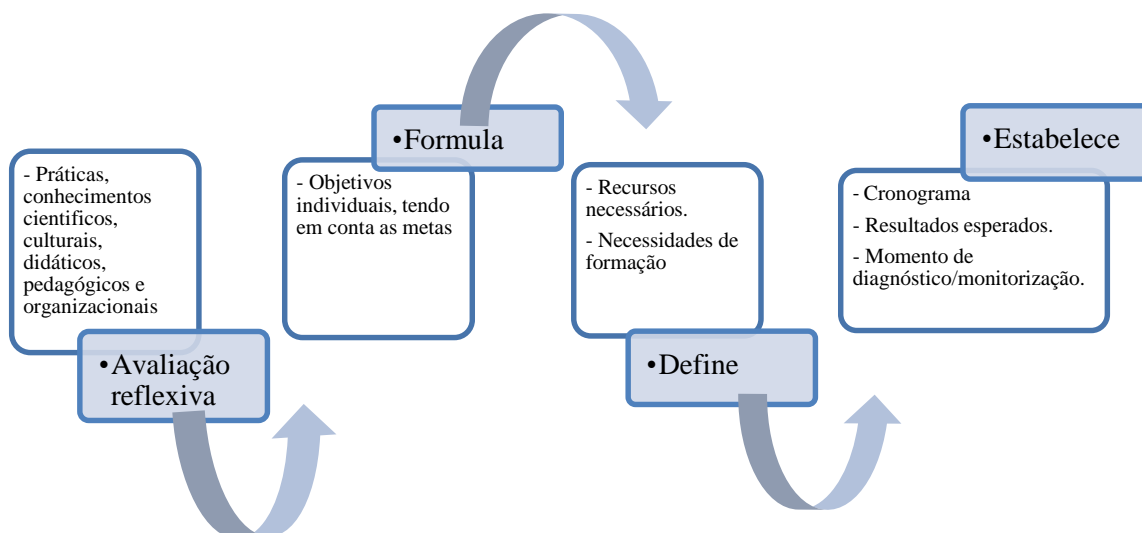 - Práticas,
conhecimentos
cientificos,
culturais,
didáticos,
pedagógicos e
organizacionais
•Avaliação
reflexiva
•Formula
- Objetivos
individuais, tendo
em conta as metas
- Recursos
necessários.
- Necessidades de
formação
•Define
•Estabelece
- Cronograma
- Resultados esperados.
- Momento de
diagnóstico/monitorização.